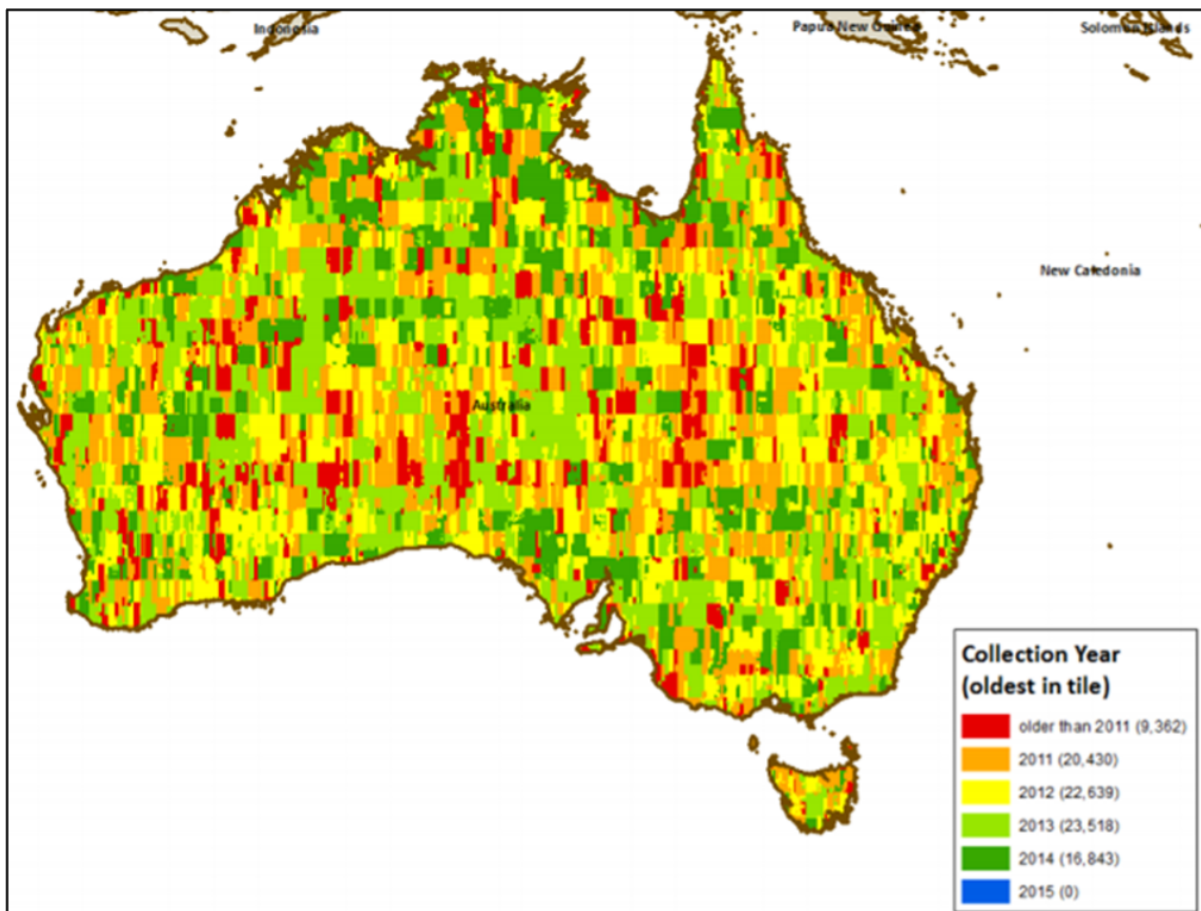 Indonesia
Papua New Guinea
Solomon Islands
New Caledonia
Australia
Collection Year
(oldest in tile)
older than 2011 (9,362)
2011 (20,430)
2012 (22,639)
2013 (23,518)
2014 (16,843)
2015 (0)